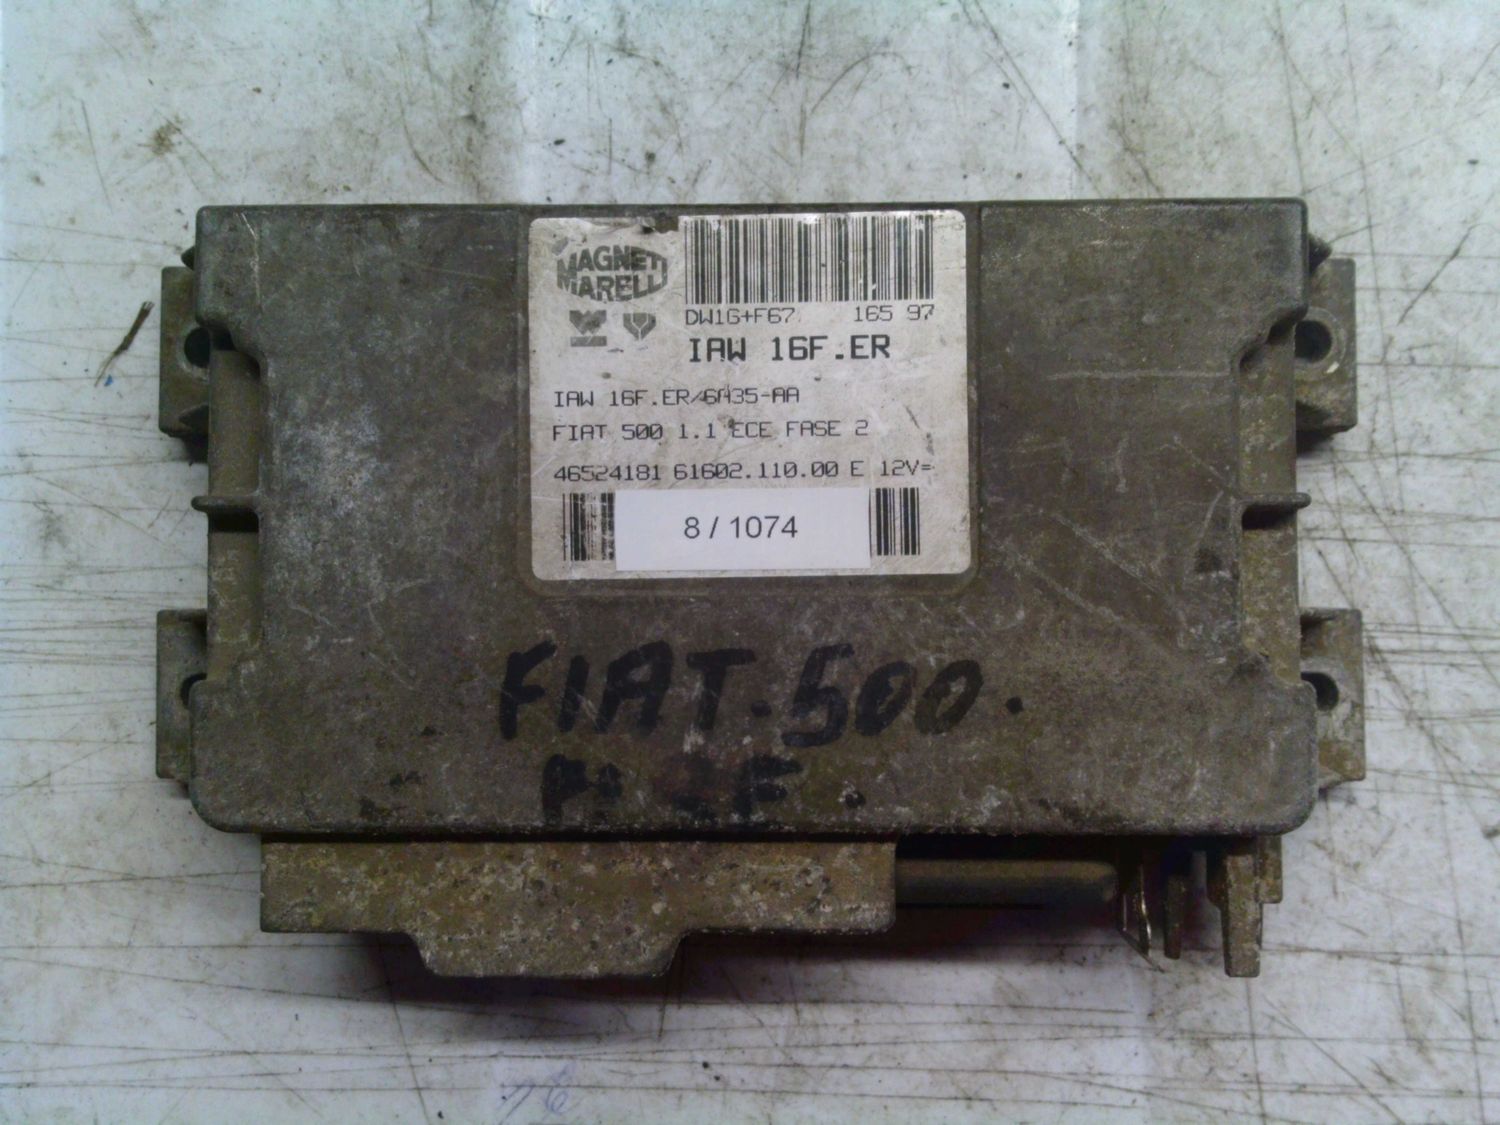 MAGNETI
MARELLI
DW1G+F67 165 97
IAW 16F.ER
IAW 16F.ER/6A35-AA
FIAT 500 1.1 ECE FASE 2
46524181 61602.110.00 E 12V=
8 / 1074
FIAT.500.